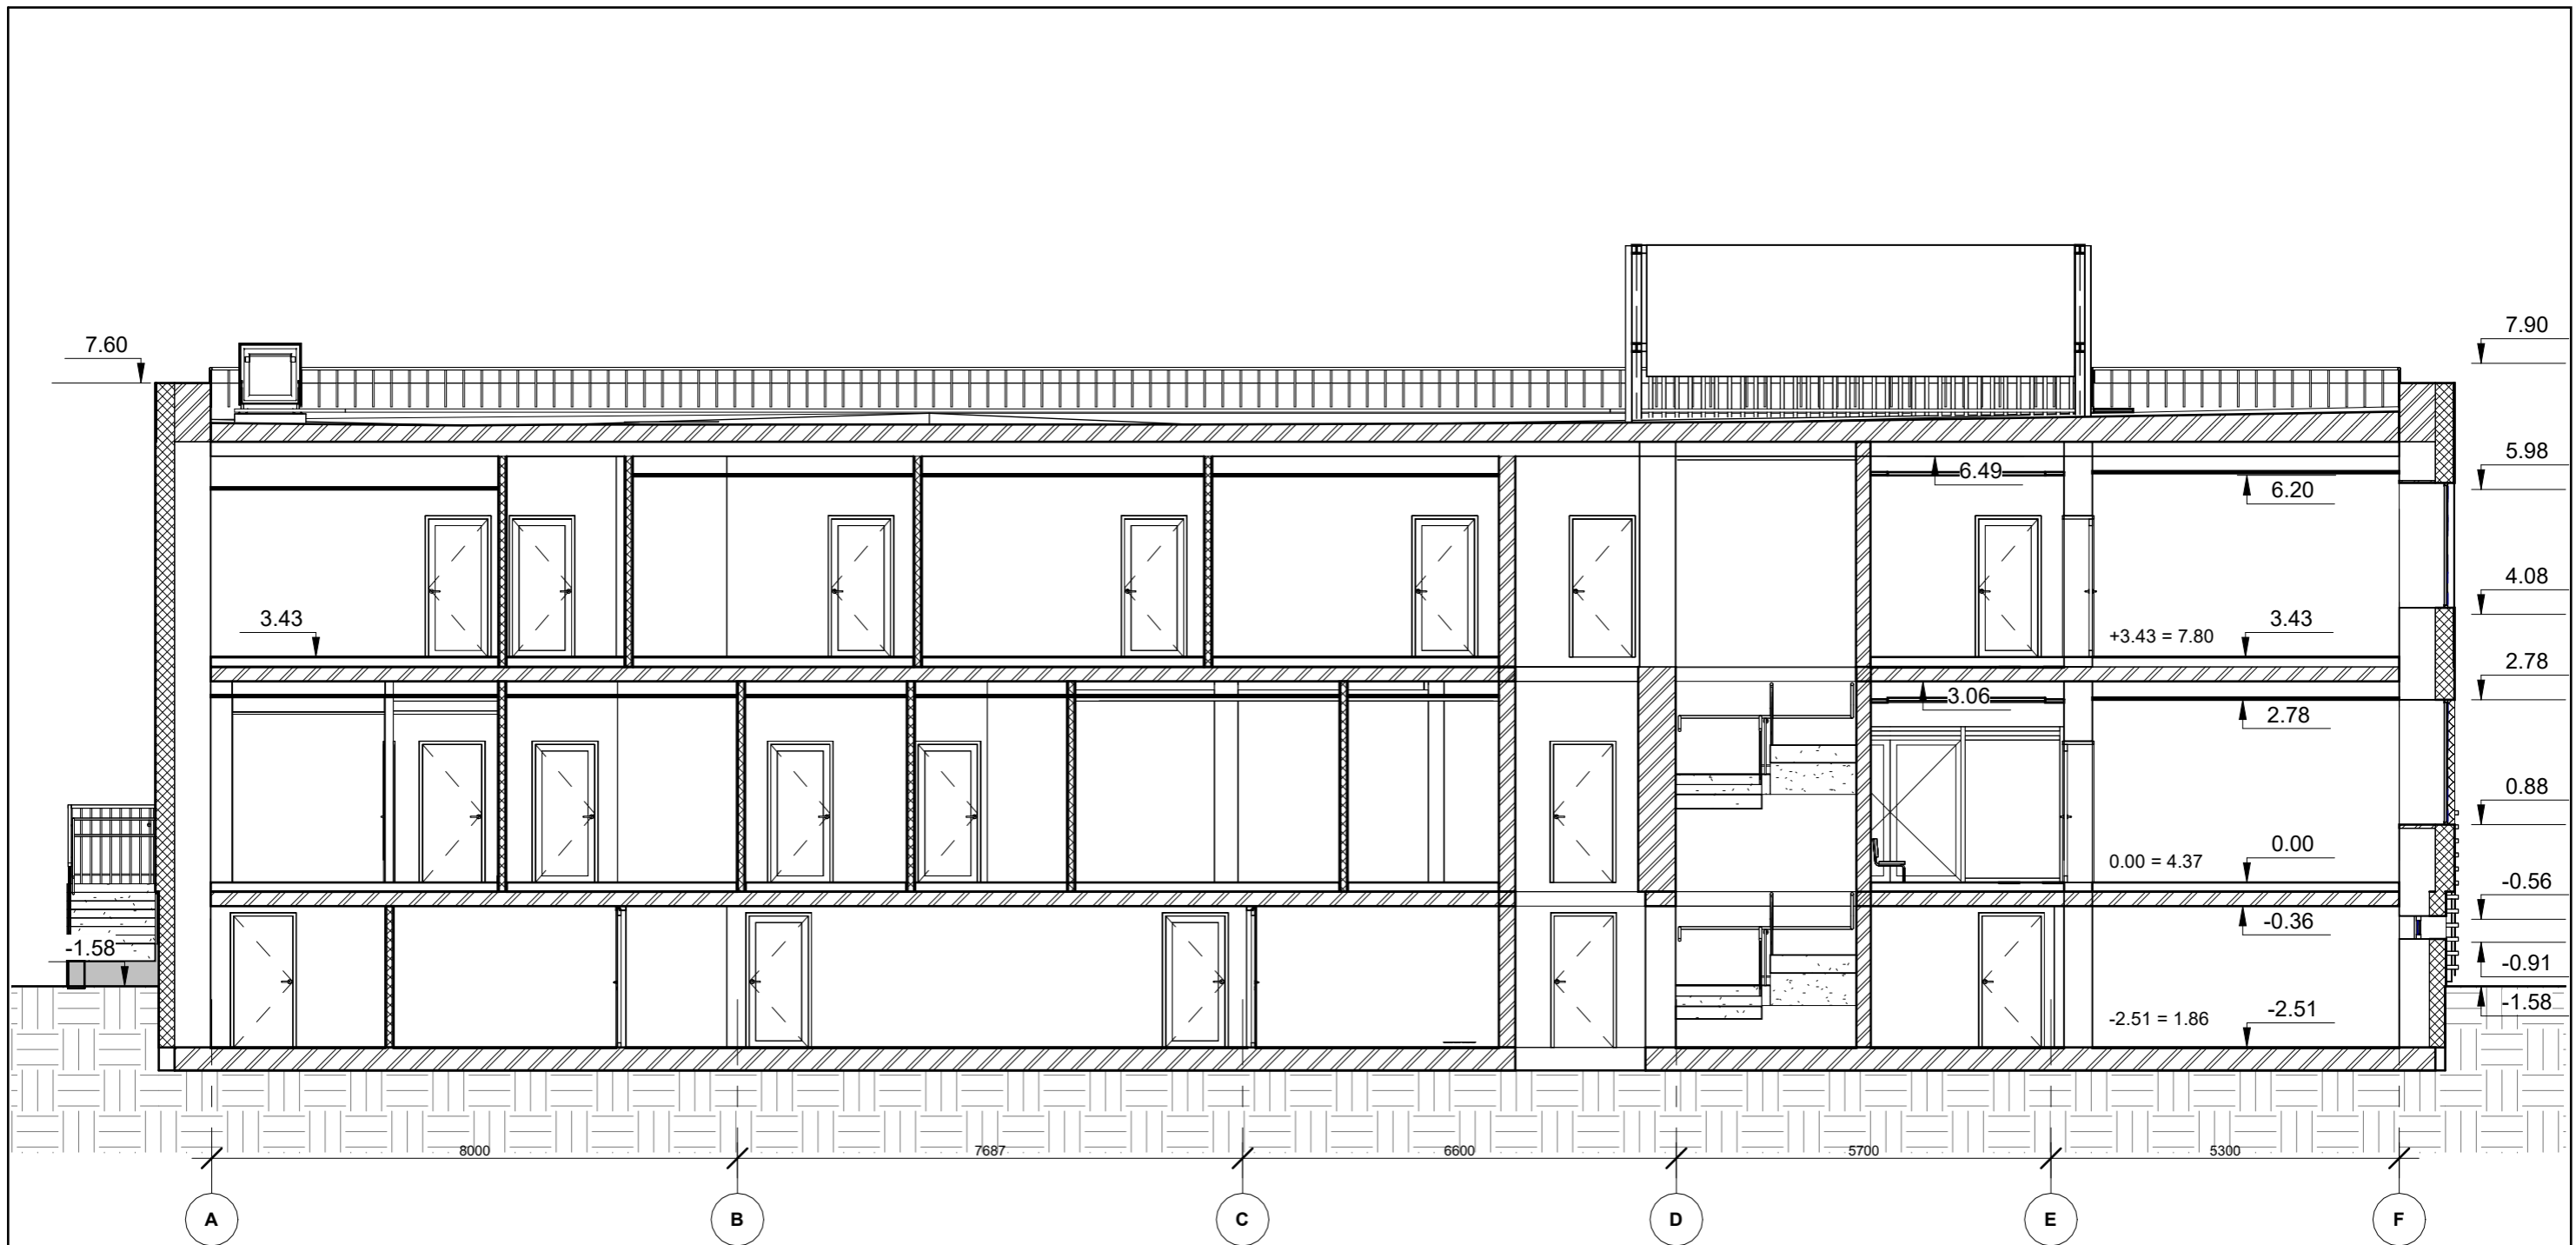 7.90
7.60
5.98
6.49
6.20
4.08
3.43
3.43
+3.43 = 7.80
2.78
3.06
2.78
0.88
0.00
0.00 = 4.37
-0.56
-0.36
-1.58
-0.91
-1.58
-2.51
-2.51 = 1.86
8000
7687
6600
5700
5300
A
B
C
D
E
F